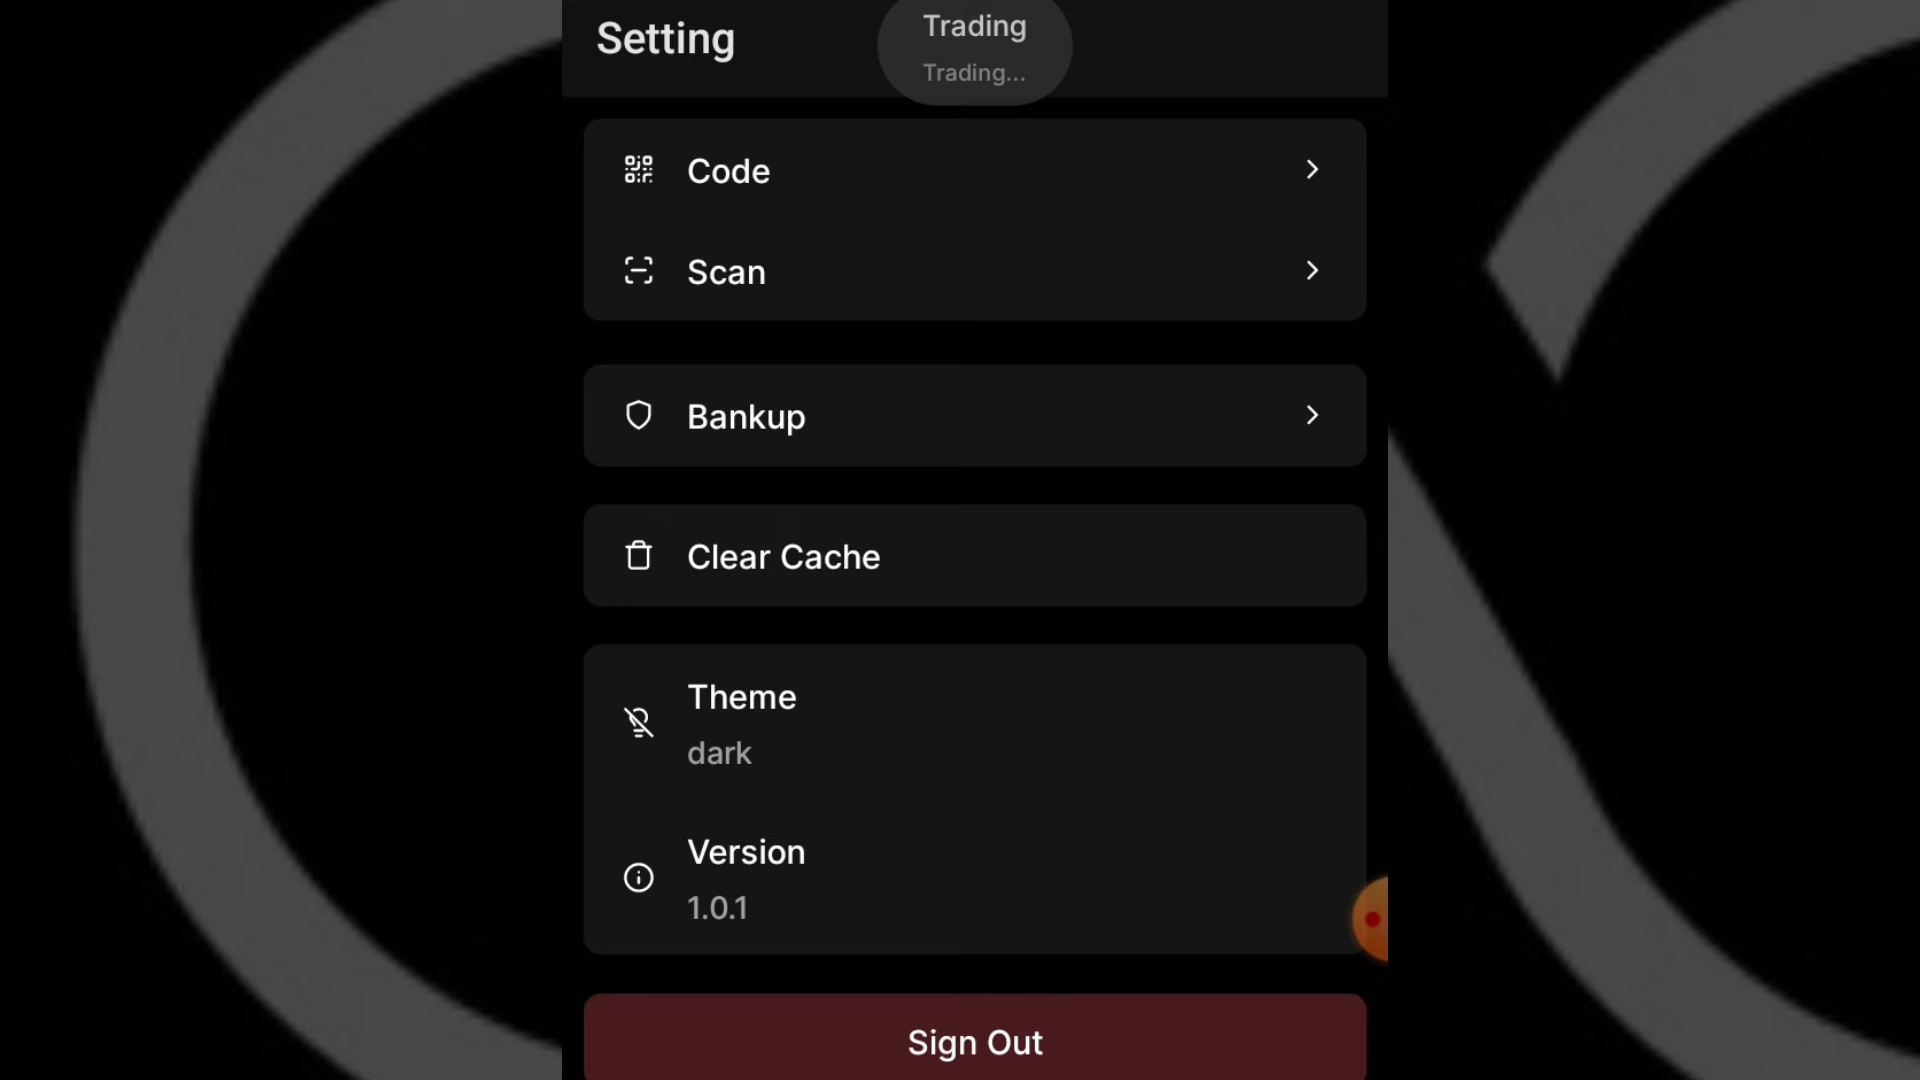 Setting
Trading
Trading...
Code
Scan
Bankup
Clear Cache
Theme
dark
Version
1.0.1
Sign Out